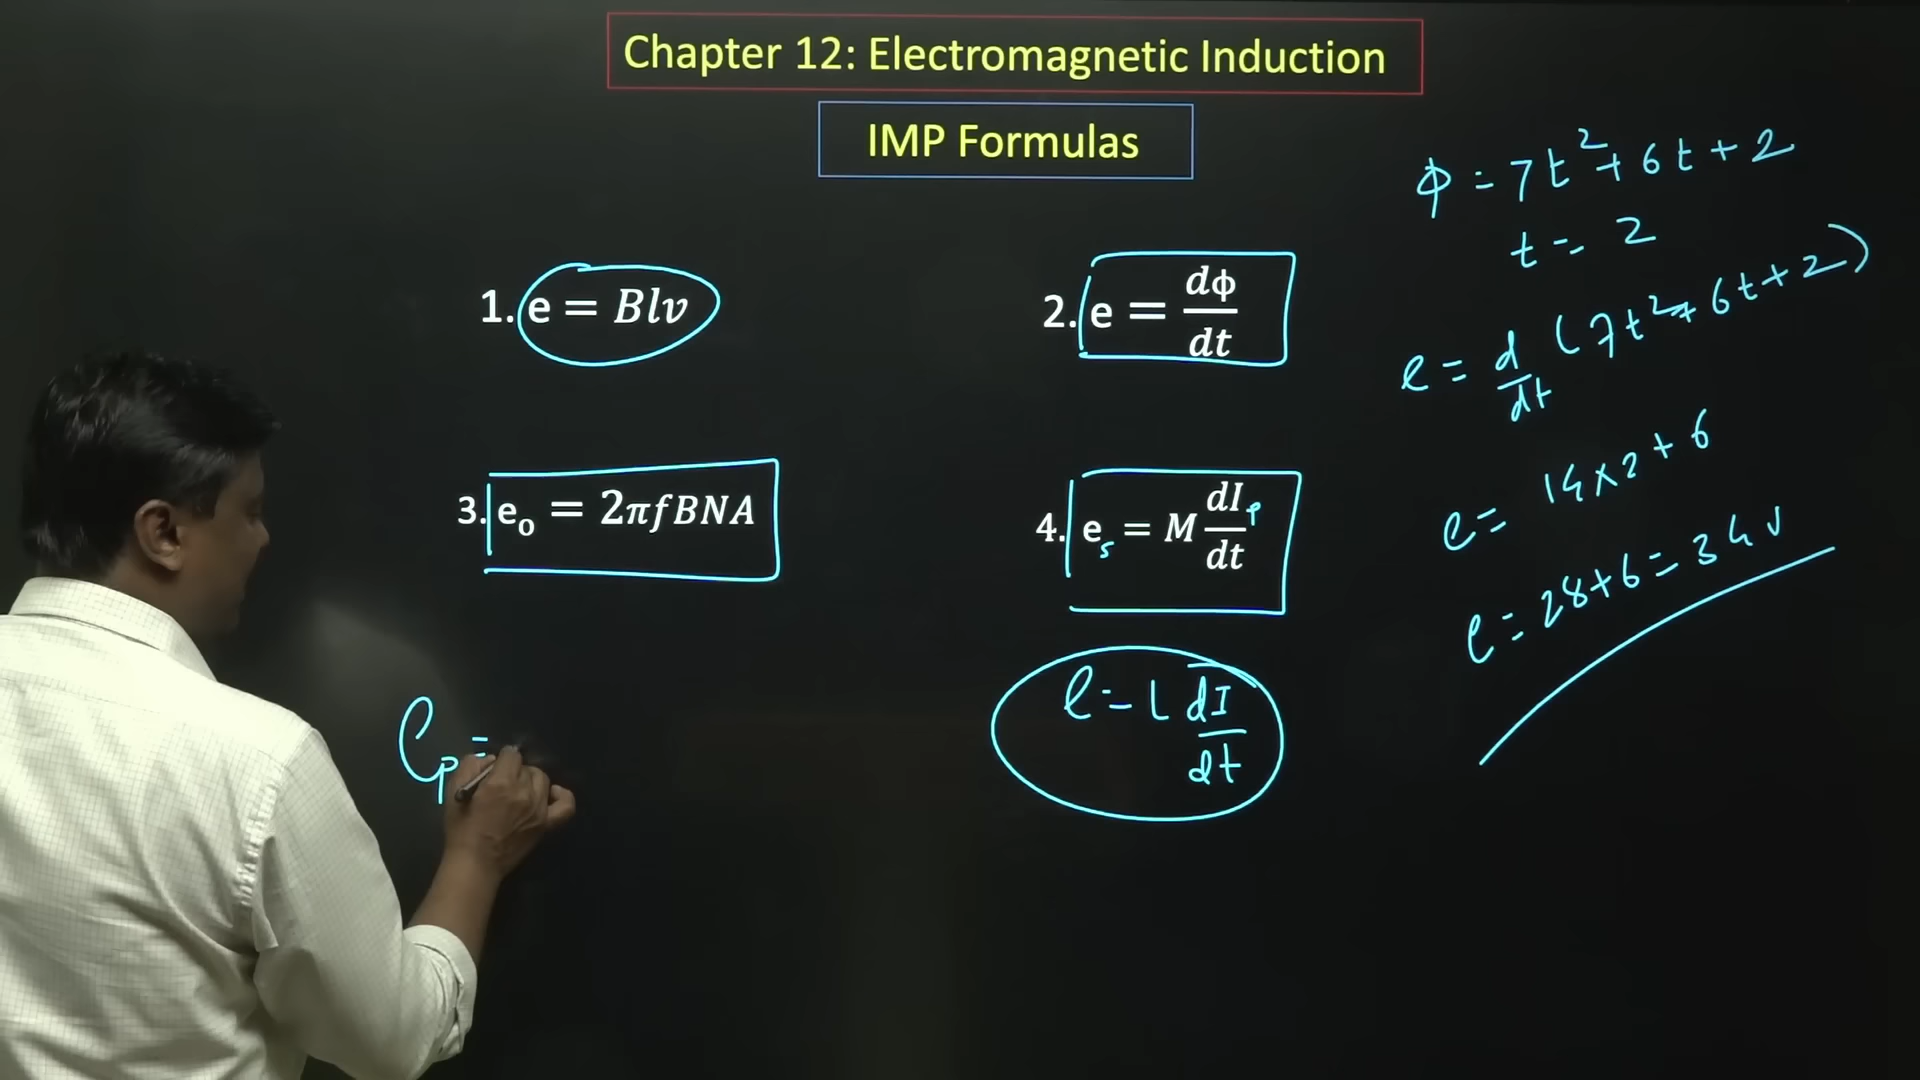 Chapter 12: Electromagnetic Induction
IMP Formulas
1. e = Blv
2. e = dϕ/dt
3. e₀ = 2πfBNA
4. eₛ = M dIₚ/dt
e = L dI/dt
eₚ =
ϕ = 7t² + 6t + 2
t = 2
e = d/dt (7t² + 6t + 2)
e = 14 × 2 + 6
e = 28 + 6 = 34 V